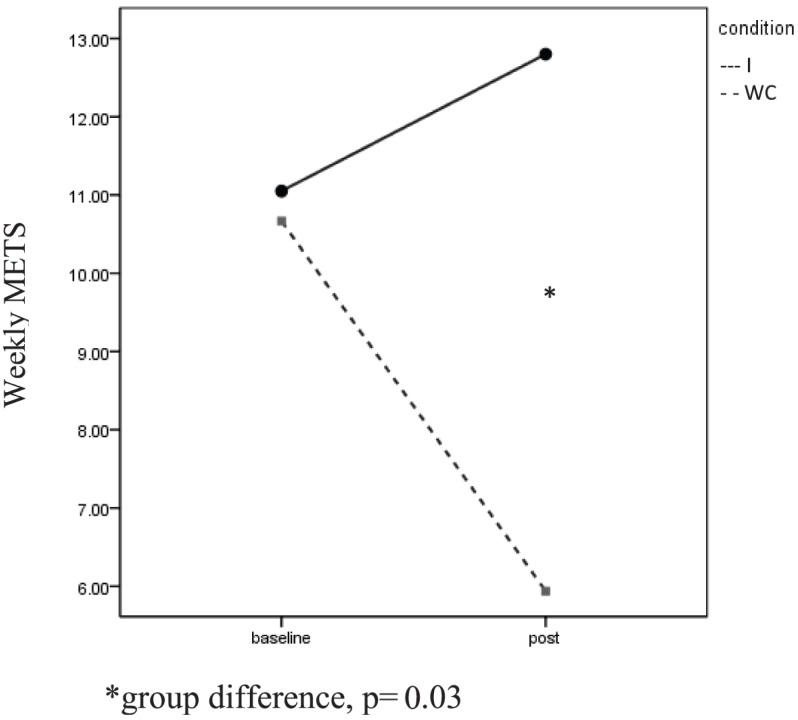 condition
--- I
- - WC
Weekly METS
13.00
12.00
11.00
10.00
9.00
8.00
7.00
6.00
*
baseline post
*group difference, p= 0.03